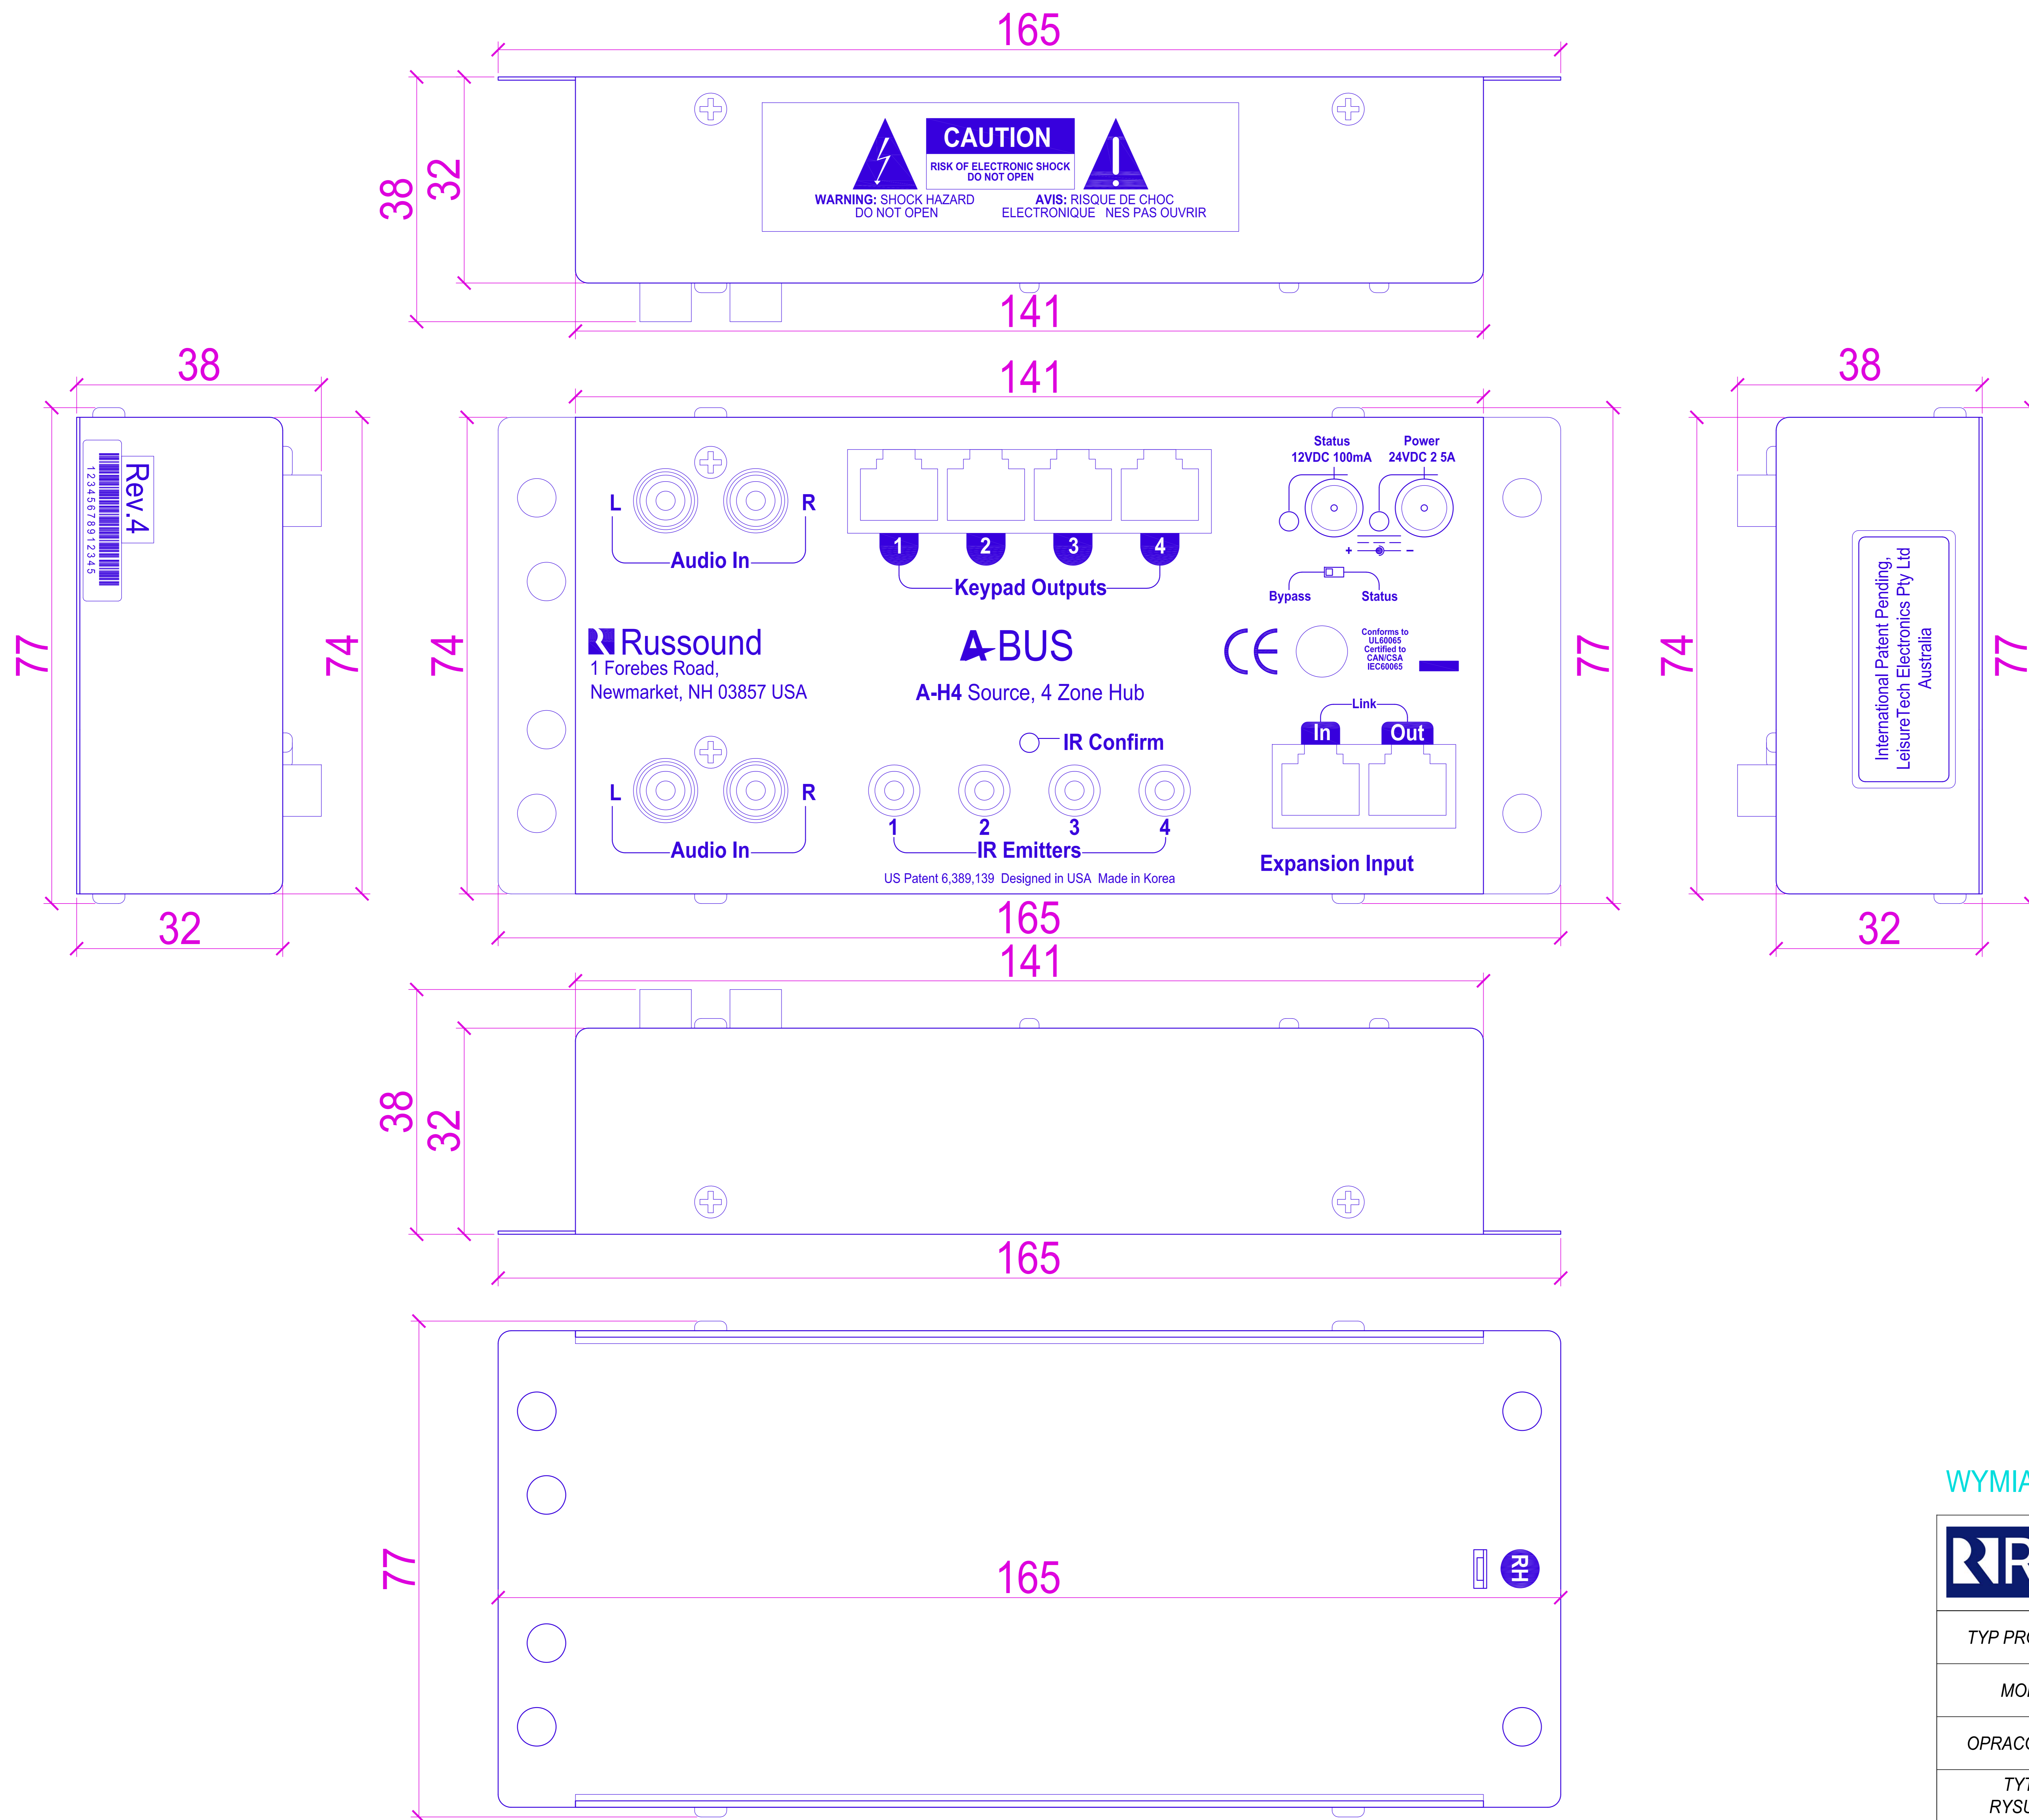 165
38
32
CAUTION
RISK OF ELECTRONIC SHOCK
DO NOT OPEN
WARNING: SHOCK HAZARD
DO NOT OPEN
AVIS: RISQUE DE CHOC
ELECTRONIQUE NES PAS OUVRIR
141
38
77
74
32
Rev.4
12345678912345
141
74
77
L
R
Audio In
1 2 3 4
Keypad Outputs
Status
12VDC 100mA
Power
24VDC 2 5A
+ −
Bypass
Status
Russound
1 Forebes Road,
Newmarket, NH 03857 USA
A-BUS
A-H4 Source, 4 Zone Hub
CE
Conforms to
UL60065
Certified to
CAN/CSA
IEC60065
Link
In
Out
Expansion Input
L
R
Audio In
IR Confirm
1 2 3 4
IR Emitters
US Patent 6,389,139 Designed in USA Made in Korea
165
38
74
77
32
International Patent Pending,
LeisureTech Electronics Pty Ltd
Australia
141
38
32
165
77
165
RH